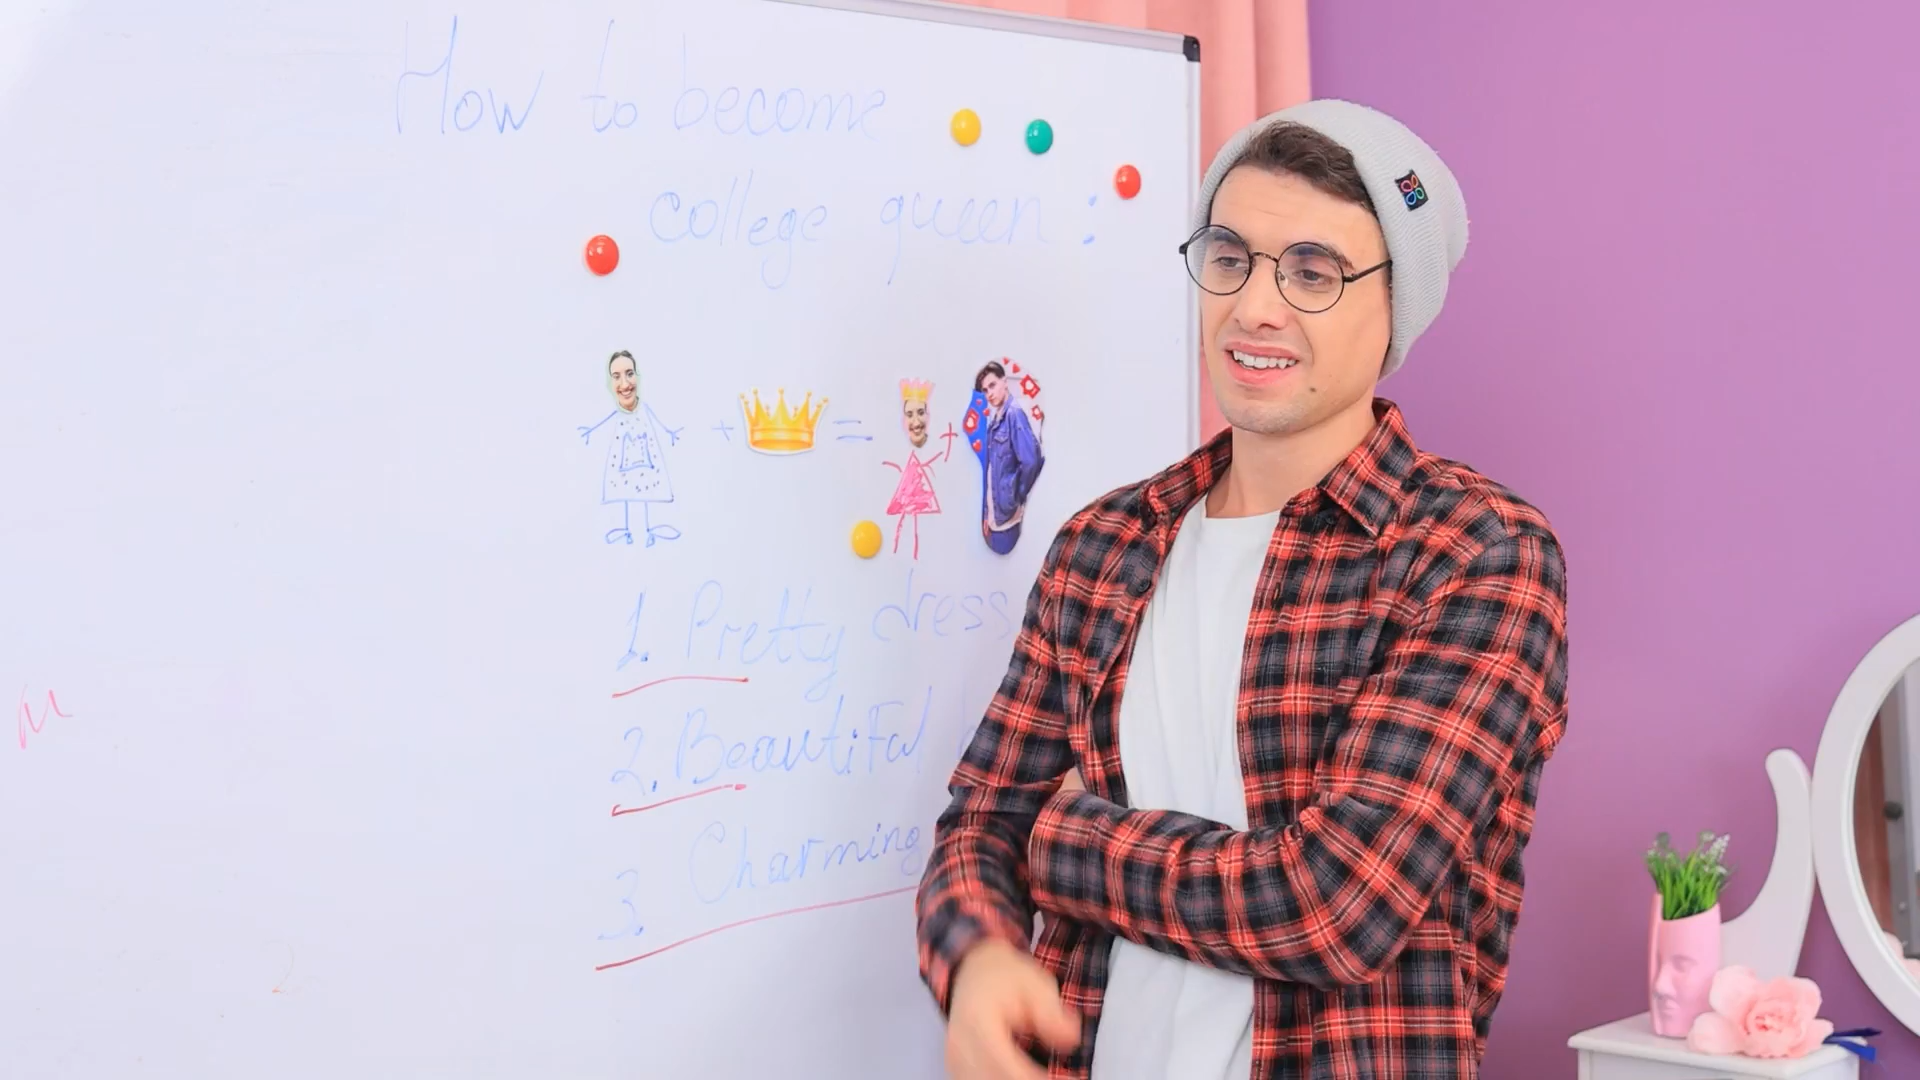 How to become
college queen :
+ = +
1. Pretty dress
2. Beautiful
3. Charming